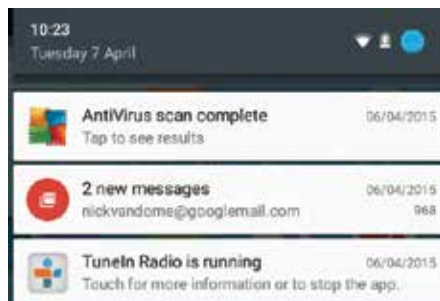 10:23
Tuesday 7 April
AntiVirus scan complete 06/04/2015
Tap to see results
2 new messages 06/04/2015
nickvandome@googlemail.com 968
TuneIn Radio is running 06/04/2015
Touch for more information or to stop the app.